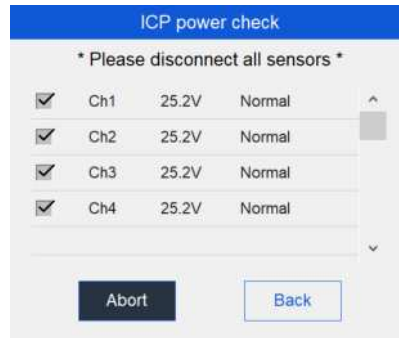 ICP power check
* Please disconnect all sensors *
Ch1 25.2V Normal
Ch2 25.2V Normal
Ch3 25.2V Normal
Ch4 25.2V Normal
Abort Back